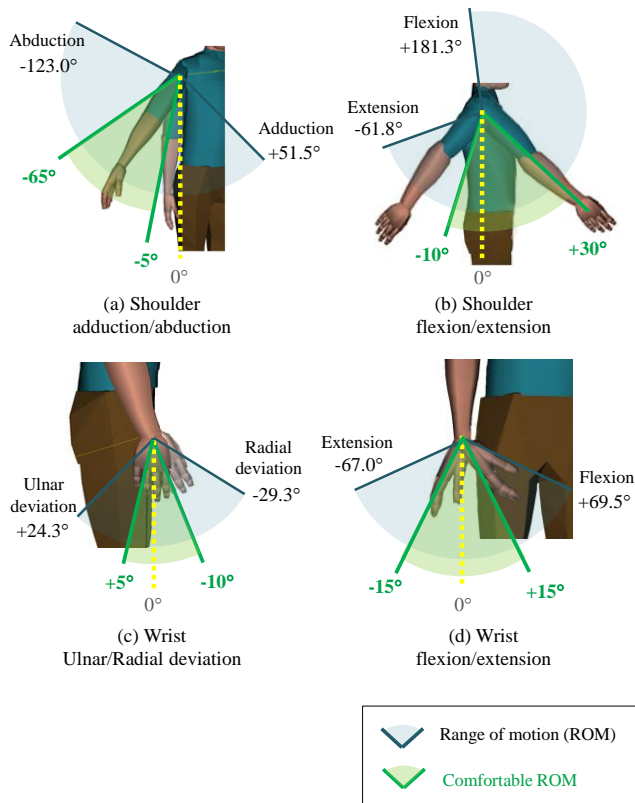 Abduction
-123.0°
Adduction
+51.5°
-65°
-5°
0°
(a) Shoulder
adduction/abduction
Flexion
+181.3°
Extension
-61.8°
-10°
+30°
0°
(b) Shoulder
flexion/extension
Radial
deviation
-29.3°
Ulnar
deviation
+24.3°
+5°
-10°
0°
(c) Wrist
Ulnar/Radial deviation
Extension
-67.0°
Flexion
+69.5°
-15°
+15°
0°
(d) Wrist
flexion/extension
Range of motion (ROM)
Comfortable ROM